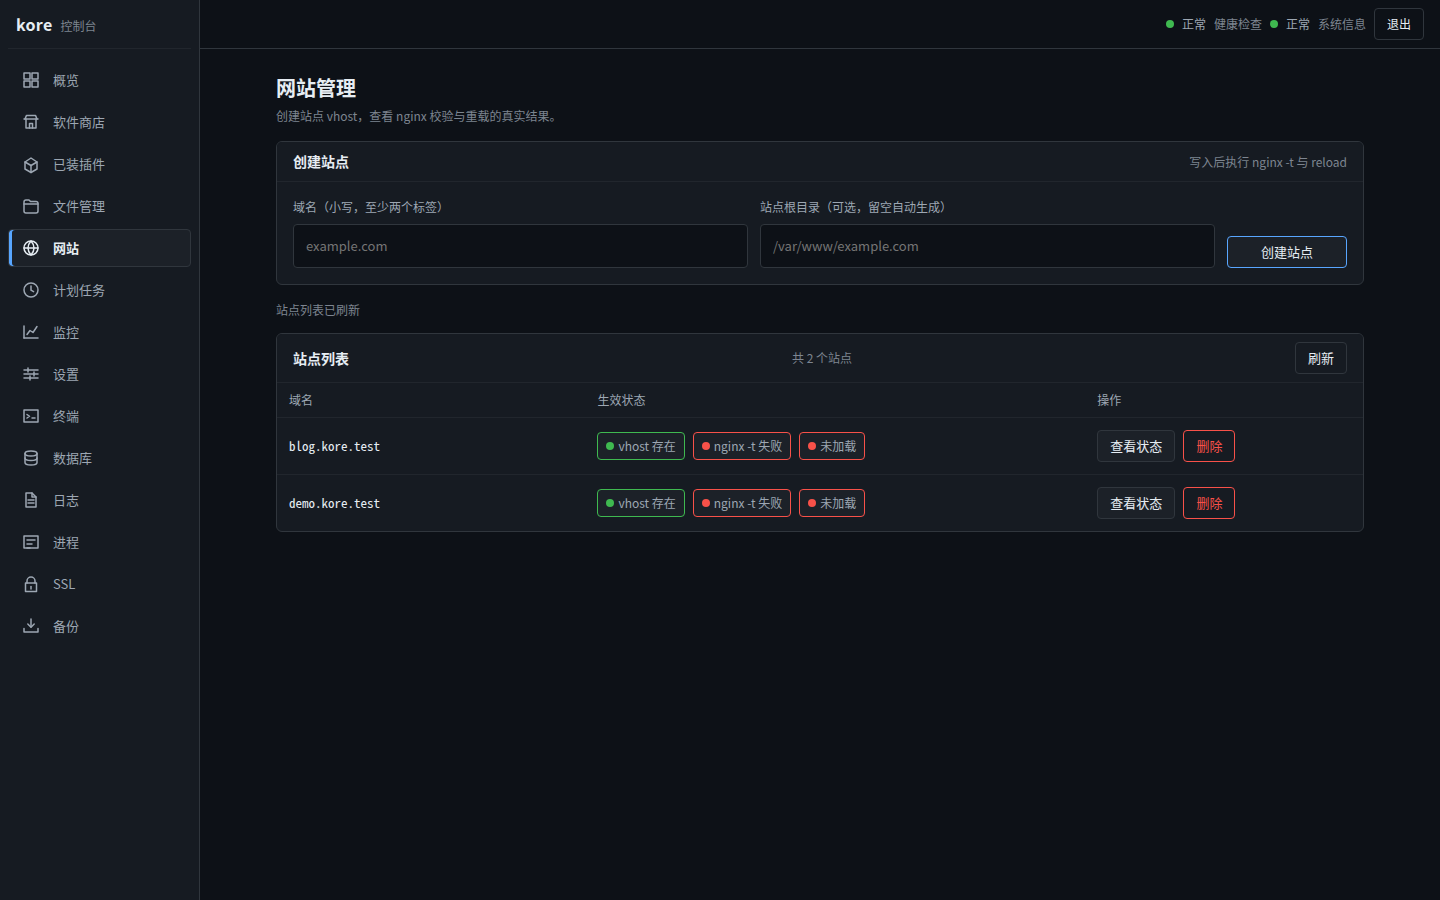 kore 控制台
正常 健康检查 正常 系统信息 退出
概览
软件商店
已装插件
文件管理
网站
计划任务
监控
设置
终端
数据库
日志
进程
SSL
备份
网站管理
创建站点 vhost，查看 nginx 校验与重载的真实结果。
创建站点 写入后执行 nginx -t 与 reload
域名（小写，至少两个标签） 站点根目录（可选，留空自动生成）
example.com /var/www/example.com 创建站点
站点列表已刷新
站点列表 共 2 个站点 刷新
域名 生效状态 操作
blog.kore.test vhost 存在 nginx -t 失败 未加载 查看状态 删除
demo.kore.test vhost 存在 nginx -t 失败 未加载 查看状态 删除